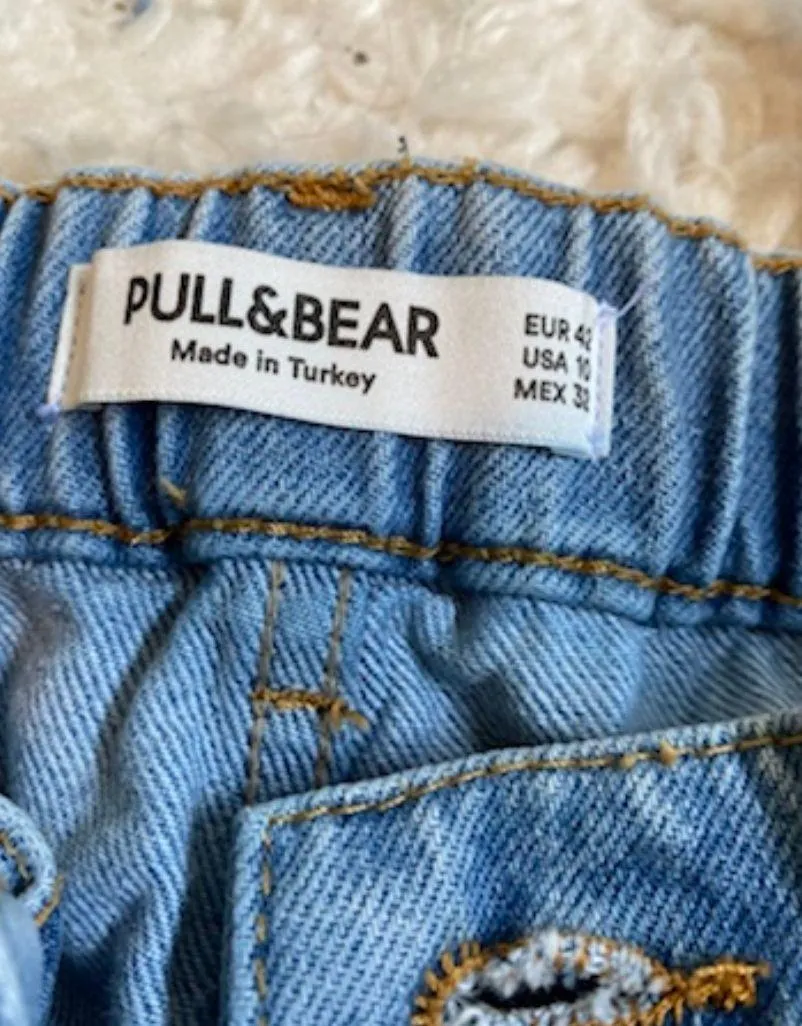 PULL&BEAR
Made in Turkey
EUR 42
USA 10
MEX 32